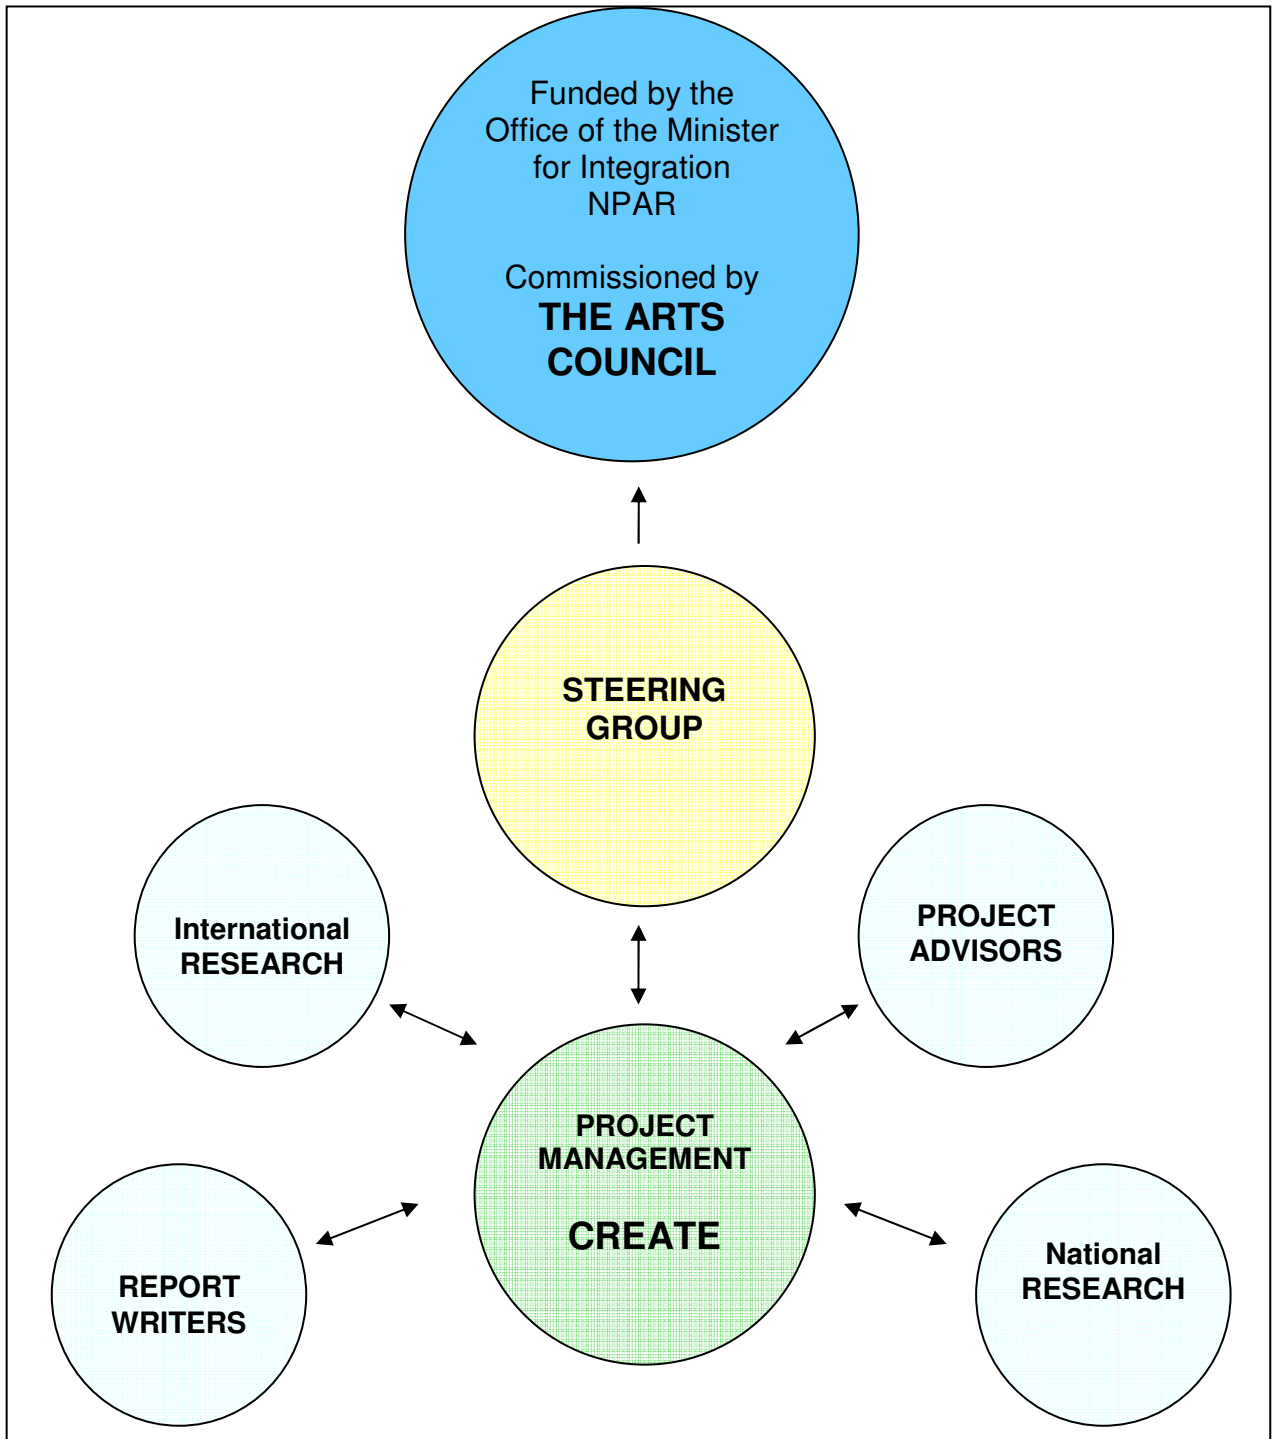 Funded by the
Office of the Minister
for Integration
NPAR
Commissioned by
THE ARTS
COUNCIL
STEERING
GROUP
International
RESEARCH
PROJECT
ADVISORS
PROJECT
MANAGEMENT
CREATE
REPORT
WRITERS
National
RESEARCH